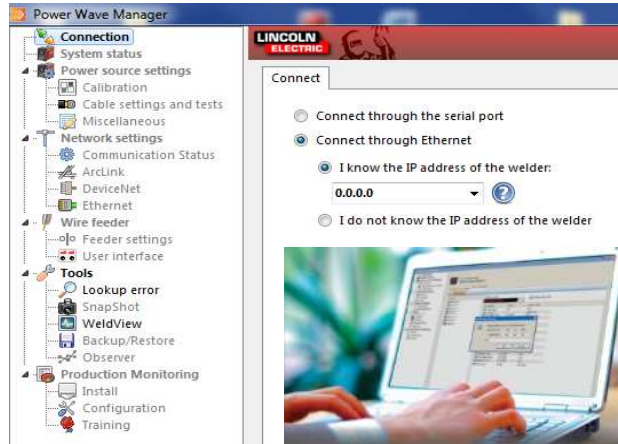 Power Wave Manager
Connection
System status
Power source settings
Calibration
Cable settings and tests
Miscellaneous
Network settings
Communication Status
ArcLink
DeviceNet
Ethernet
Wire feeder
Feeder settings
User interface
Tools
Lookup error
SnapShot
WeldView
Backup/Restore
Observer
Production Monitoring
Install
Configuration
Training
LINCOLN
ELECTRIC
Connect
Connect through the serial port
Connect through Ethernet
I know the IP address of the welder:
0.0.0.0
?
I do not know the IP address of the welder